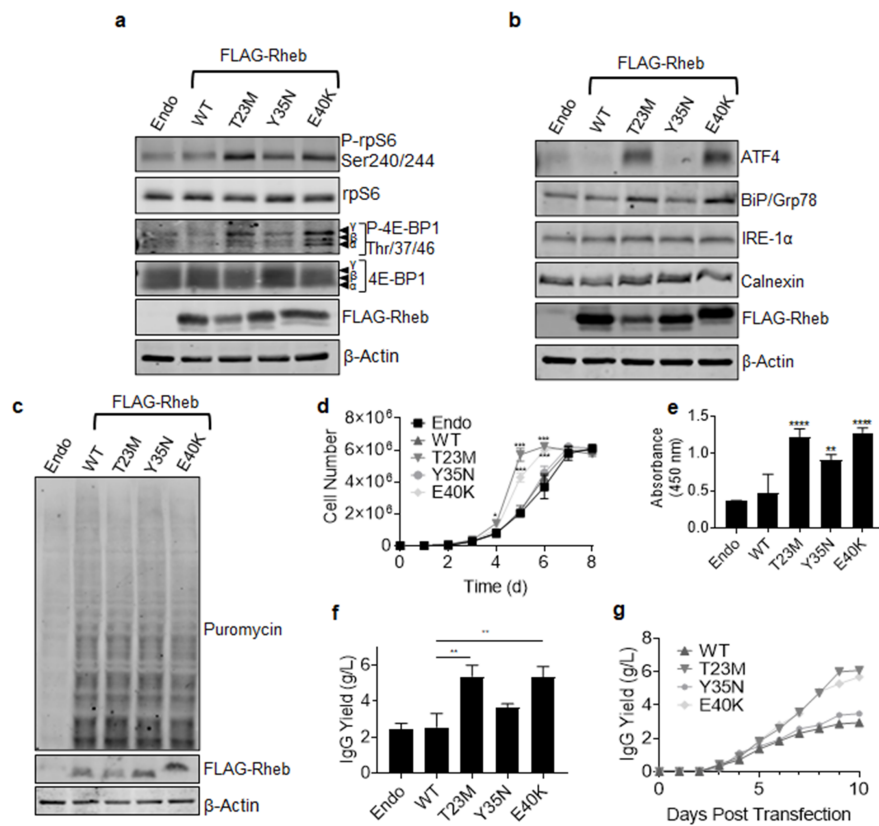 a
FLAG-Rheb
Endo
WT
T23M
Y35N
E40K
P-rpS6
Ser240/244
rpS6
γ
β
α
P-4E-BP1
Thr/37/46
γ
β
α
4E-BP1
FLAG-Rheb
β-Actin
b
FLAG-Rheb
Endo
WT
T23M
Y35N
E40K
ATF4
BiP/Grp78
IRE-1α
Calnexin
FLAG-Rheb
β-Actin
c
FLAG-Rheb
Endo
WT
T23M
Y35N
E40K
Puromycin
FLAG-Rheb
β-Actin
d
Cell Number
8×10⁶
6×10⁶
4×10⁶
2×10⁶
0
0 2 4 6 8
Time (d)
* *** *** *** ***
Endo
WT
T23M
Y35N
E40K
e
Absorbance
(450 nm)
1.5
1.0
0.5
0.0
**** ** ****
Endo
WT
T23M
Y35N
E40K
f
IgG Yield (g/L)
6
4
2
0
**
**
Endo
WT
T23M
Y35N
E40K
g
IgG Yield (g/L)
8
6
4
2
0
0 5 10
Days Post Transfection
WT
T23M
Y35N
E40K